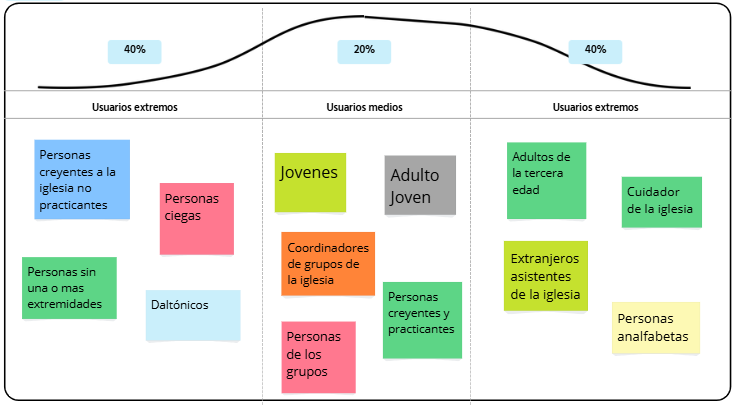 40%
20%
40%
Usuarios extremos
Usuarios medios
Usuarios extremos
Personas
creyentes a la
iglesia no
practicantes
Personas
ciegas
Personas sin
una o mas
extremidades
Daltónicos
Jovenes
Adulto
Joven
Coordinadores
de grupos de
la iglesia
Personas
creyentes y
practicantes
Personas
de los
grupos
Adultos de
la tercera
edad
Cuidador
de la iglesia
Extranjeros
asistentes
de la iglesia
Personas
analfabetas